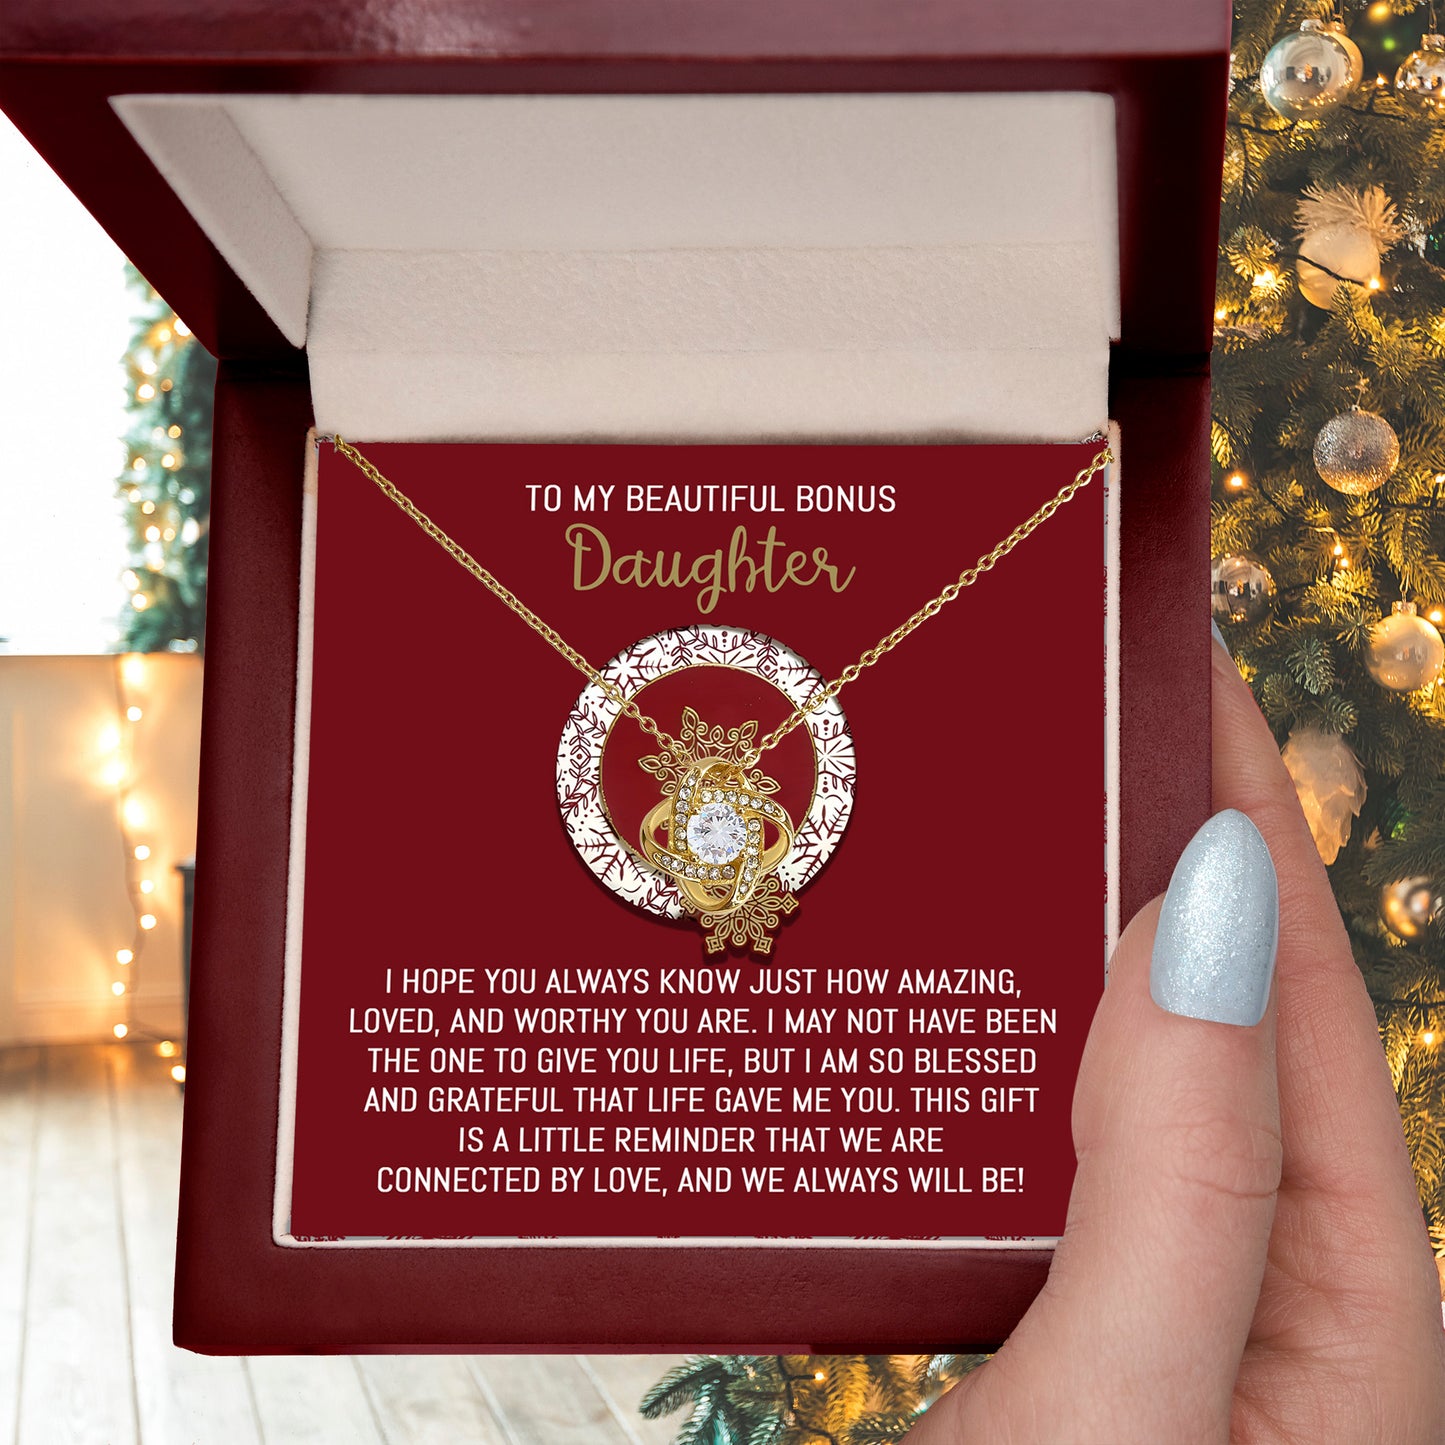 TO MY BEAUTIFUL BONUS
Daughter
I HOPE YOU ALWAYS KNOW JUST HOW AMAZING,
LOVED, AND WORTHY YOU ARE. I MAY NOT HAVE BEEN
THE ONE TO GIVE YOU LIFE, BUT I AM SO BLESSED
AND GRATEFUL THAT LIFE GAVE ME YOU. THIS GIFT
IS A LITTLE REMINDER THAT WE ARE
CONNECTED BY LOVE, AND WE ALWAYS WILL BE!